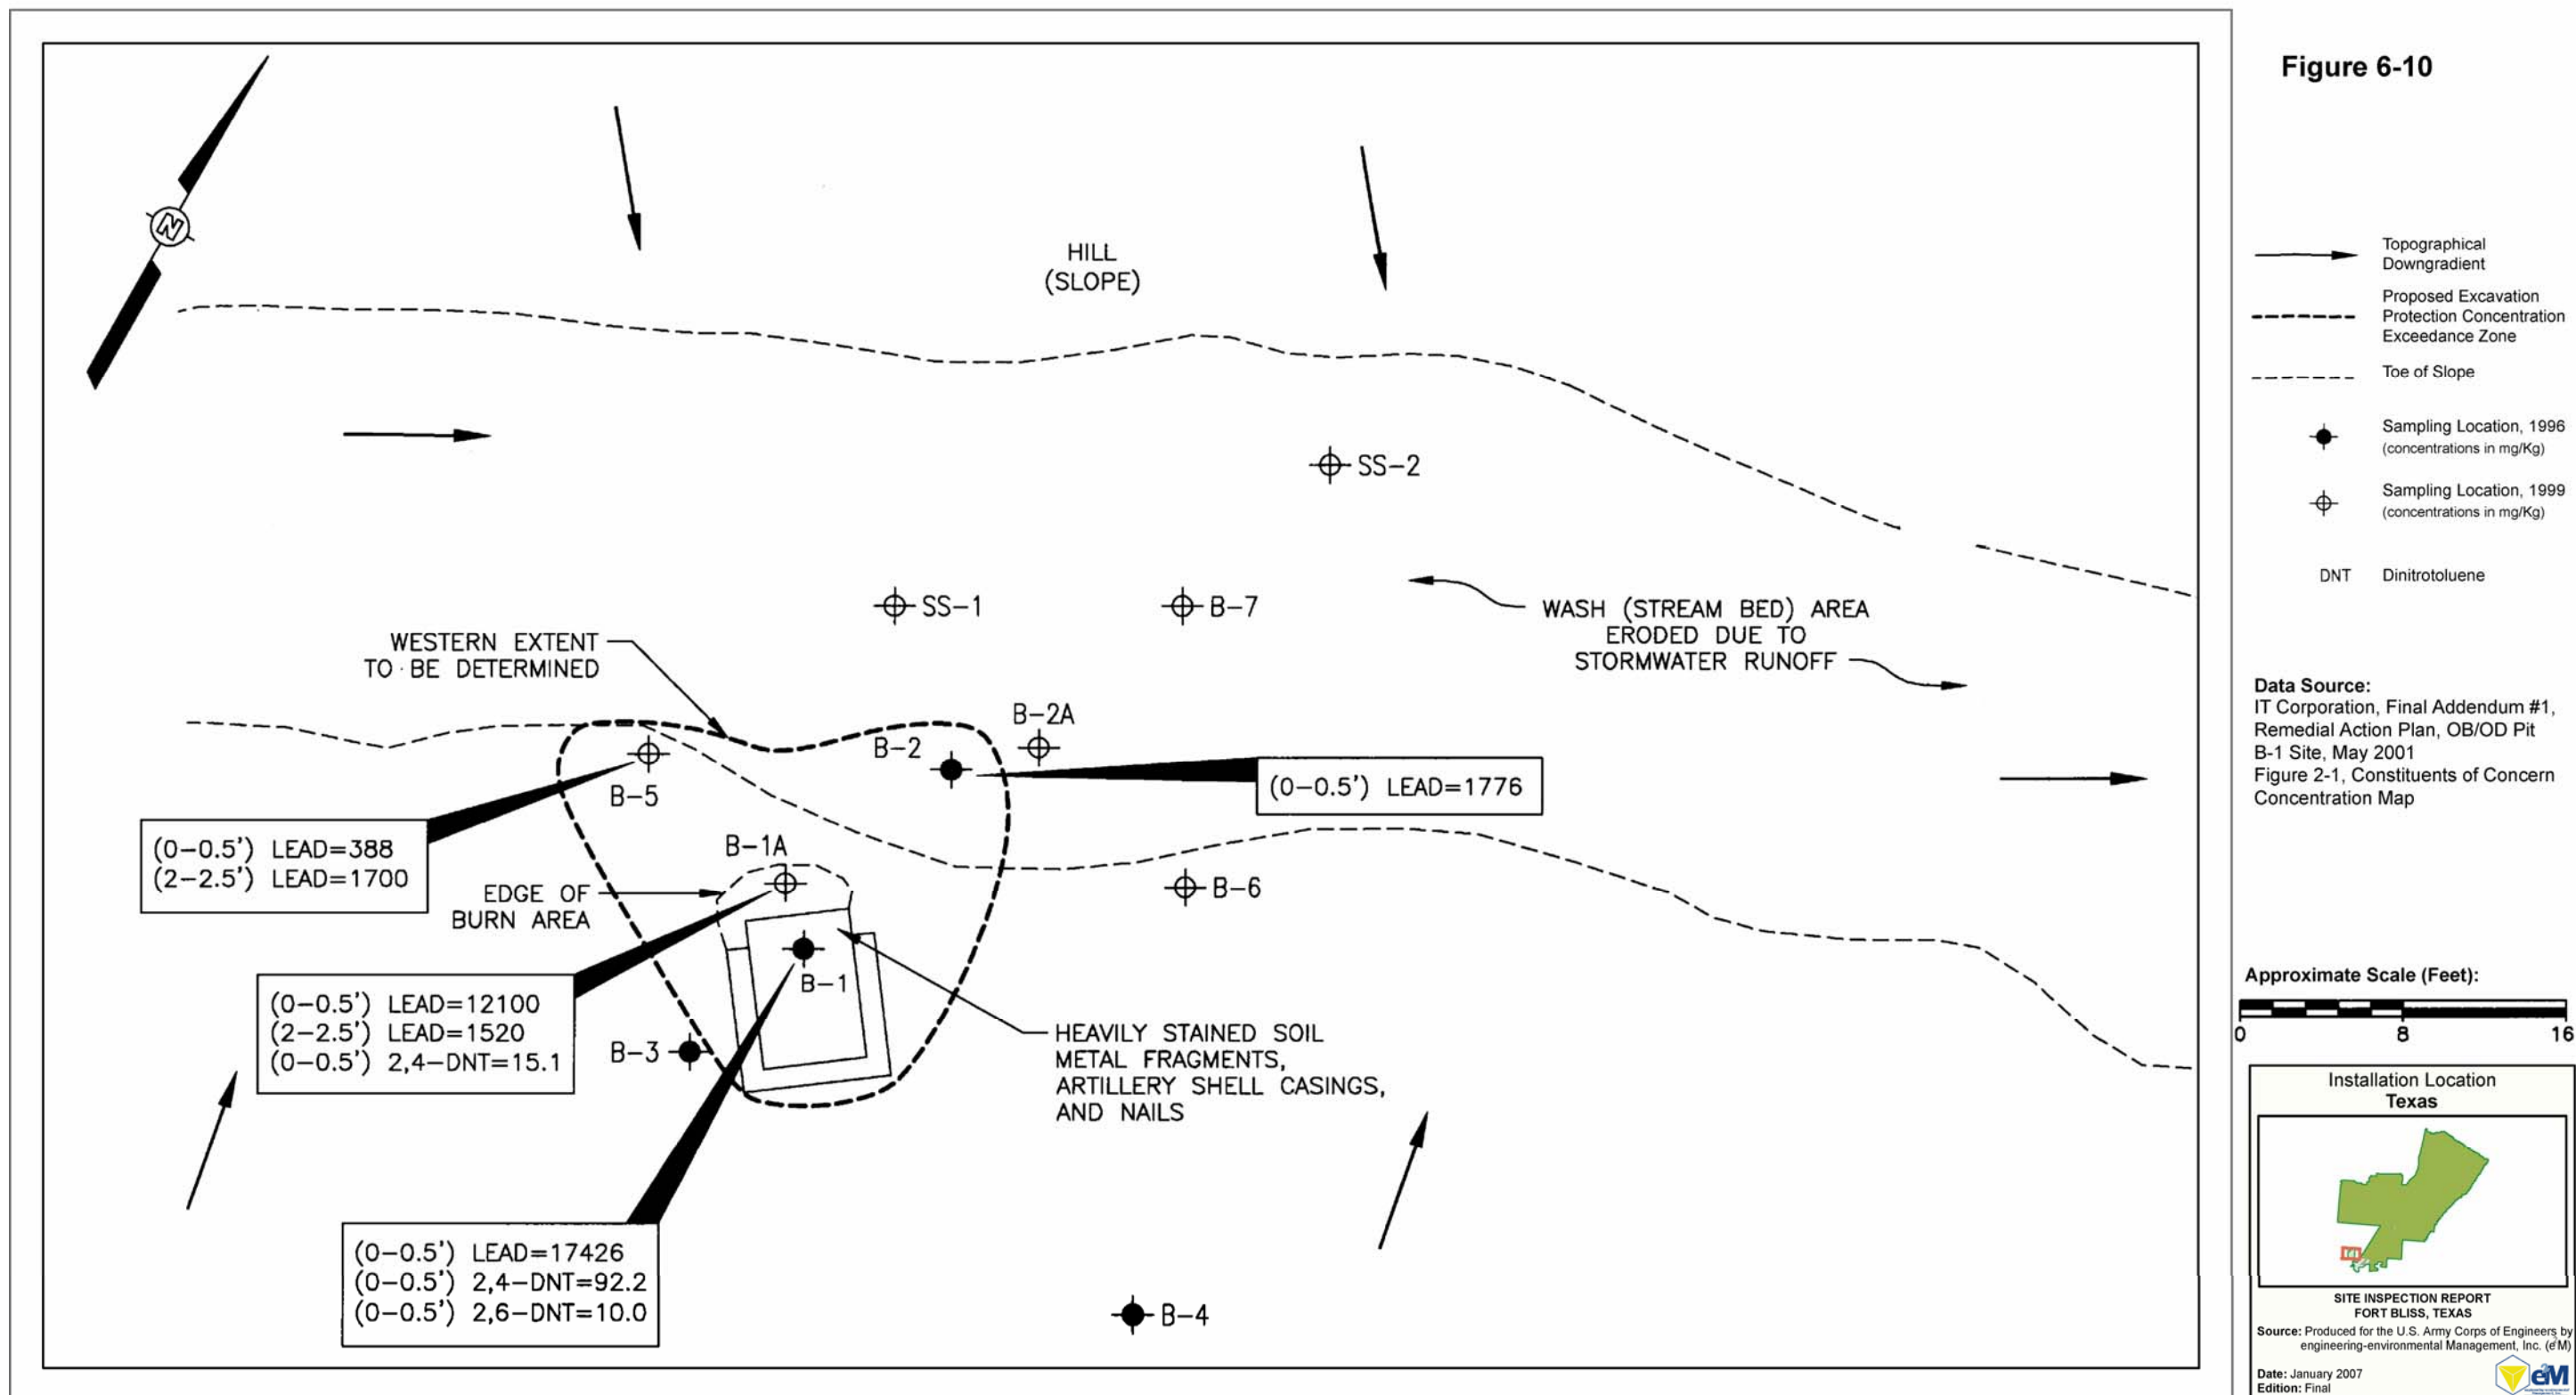 Figure 6-10
N
HILL
(SLOPE)
SS-2
SS-1
B-7
WASH (STREAM BED) AREA
ERODED DUE TO
STORMWATER RUNOFF
WESTERN EXTENT
TO BE DETERMINED
B-2A
B-2
(0-0.5') LEAD=1776
B-5
(0-0.5') LEAD=388
(2-2.5') LEAD=1700
B-1A
EDGE OF
BURN AREA
B-6
B-1
(0-0.5') LEAD=12100
(2-2.5') LEAD=1520
(0-0.5') 2,4-DNT=15.1
B-3
HEAVILY STAINED SOIL
METAL FRAGMENTS,
ARTILLERY SHELL CASINGS,
AND NAILS
(0-0.5') LEAD=17426
(0-0.5') 2,4-DNT=92.2
(0-0.5') 2,6-DNT=10.0
B-4
Topographical
Downgradient
Proposed Excavation
Protection Concentration
Exceedance Zone
Toe of Slope
Sampling Location, 1996
(concentrations in mg/Kg)
Sampling Location, 1999
(concentrations in mg/Kg)
DNT Dinitrotoluene
Data Source:
IT Corporation, Final Addendum #1,
Remedial Action Plan, OB/OD Pit
B-1 Site, May 2001
Figure 2-1, Constituents of Concern
Concentration Map
Approximate Scale (Feet):
0 8 16
Installation Location
Texas
SITE INSPECTION REPORT
FORT BLISS, TEXAS
Source: Produced for the U.S. Army Corps of Engineers by
engineering-environmental Management, Inc. (e²M)
Date: January 2007
Edition: Final
e²M